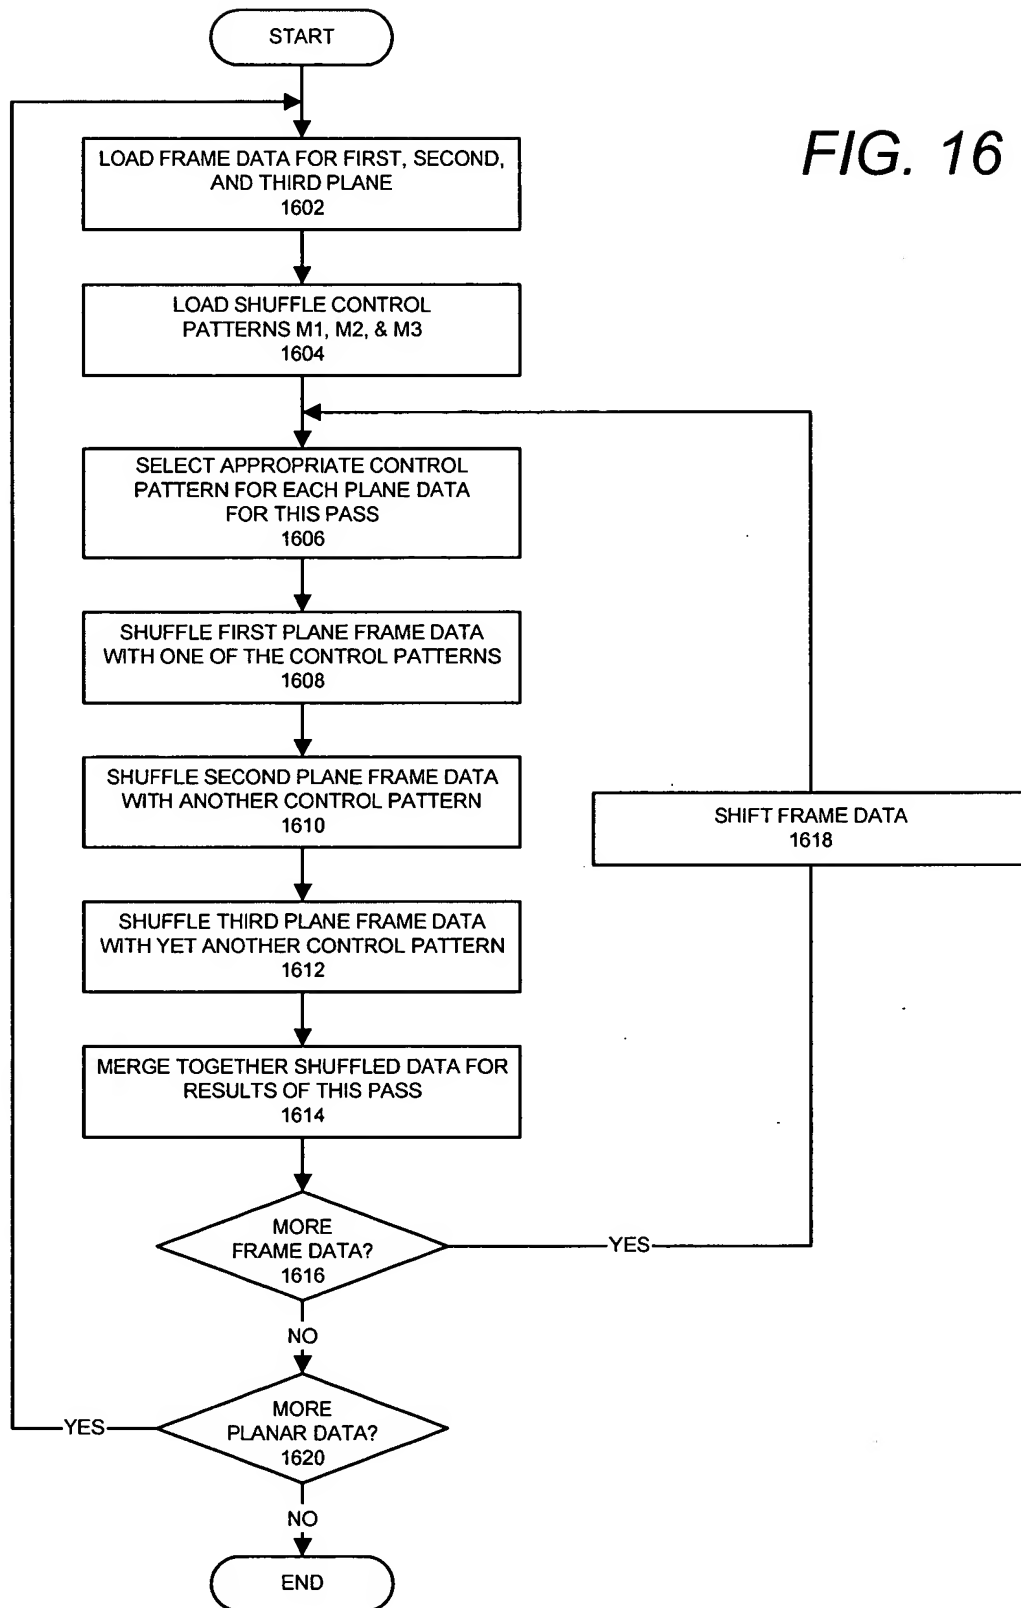 START
FIG. 16
LOAD FRAME DATA FOR FIRST, SECOND,
AND THIRD PLANE
1602
LOAD SHUFFLE CONTROL
PATTERNS M1, M2, & M3
1604
SELECT APPROPRIATE CONTROL
PATTERN FOR EACH PLANE DATA
FOR THIS PASS
1606
SHUFFLE FIRST PLANE FRAME DATA
WITH ONE OF THE CONTROL PATTERNS
1608
SHUFFLE SECOND PLANE FRAME DATA
WITH ANOTHER CONTROL PATTERN
1610
SHIFT FRAME DATA
1618
SHUFFLE THIRD PLANE FRAME DATA
WITH YET ANOTHER CONTROL PATTERN
1612
MERGE TOGETHER SHUFFLED DATA FOR
RESULTS OF THIS PASS
1614
MORE
FRAME DATA?
1616
YES
NO
MORE
PLANAR DATA?
1620
YES
NO
END